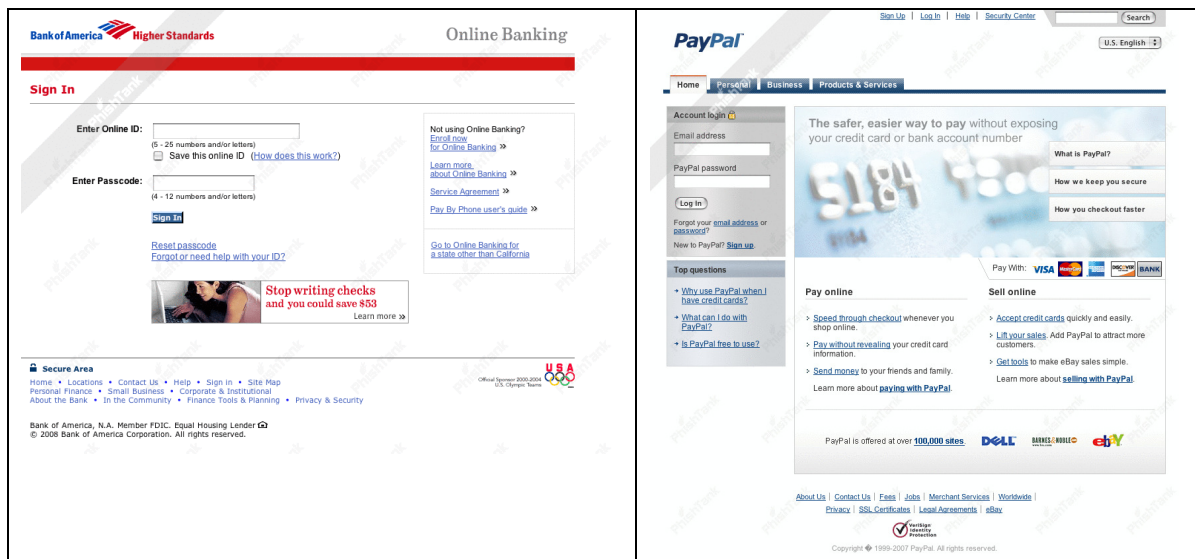 Bank of America Higher Standards
Online Banking
Sign In
Enter Online ID:
(5 - 25 numbers and/or letters)
Save this online ID (How does this work?)
Enter Passcode:
(4 - 12 numbers and/or letters)
Sign In
Reset passcode
Forgot or need help with your ID?
Not using Online Banking?
Enroll now
for Online Banking »
Learn more
about Online Banking »
Service Agreement »
Pay By Phone user's guide »
Go to Online Banking for
a state other than California
Stop writing checks
and you could save $53
Learn more »
Secure Area
Home • Locations • Contact Us • Help • Sign in • Site Map
Personal Finance • Small Business • Corporate & Institutional
About the Bank • In the Community • Finance Tools & Planning • Privacy & Security
Official Sponsor 2000-2004
U.S. Olympic Teams
USA
Bank of America, N.A. Member FDIC. Equal Housing Lender
© 2008 Bank of America Corporation. All rights reserved.
Sign Up | Log In | Help | Security Center
Search
PayPal
U.S. English
Home Personal Business Products & Services
Account login
Email address
PayPal password
Log In
Forgot your email address or
password?
New to PayPal? Sign up.
Top questions
Why use PayPal when I
have credit cards?
What can I do with
PayPal?
Is PayPal free to use?
The safer, easier way to pay without exposing
your credit card or bank account number
5184
5184
What is PayPal?
How we keep you secure
How you checkout faster
Pay With: VISA MasterCard DISCOVER BANK
Pay online
Speed through checkout whenever you
shop online.
Pay without revealing your credit card
information.
Send money to your friends and family.
Learn more about paying with PayPal.
Sell online
Accept credit cards quickly and easily.
Lift your sales. Add PayPal to attract more
customers.
Get tools to make eBay sales simple.
Learn more about selling with PayPal.
PayPal is offered at over 100,000 sites. DELL BARNES & NOBLE ebY
About Us | Contact Us | Fees | Jobs | Merchant Services | Worldwide |
Privacy | SSL Certificates | Legal Agreements | eBay
VeriSign
Identity
Protection
Copyright � 1999-2007 PayPal. All rights reserved.
PhishTank